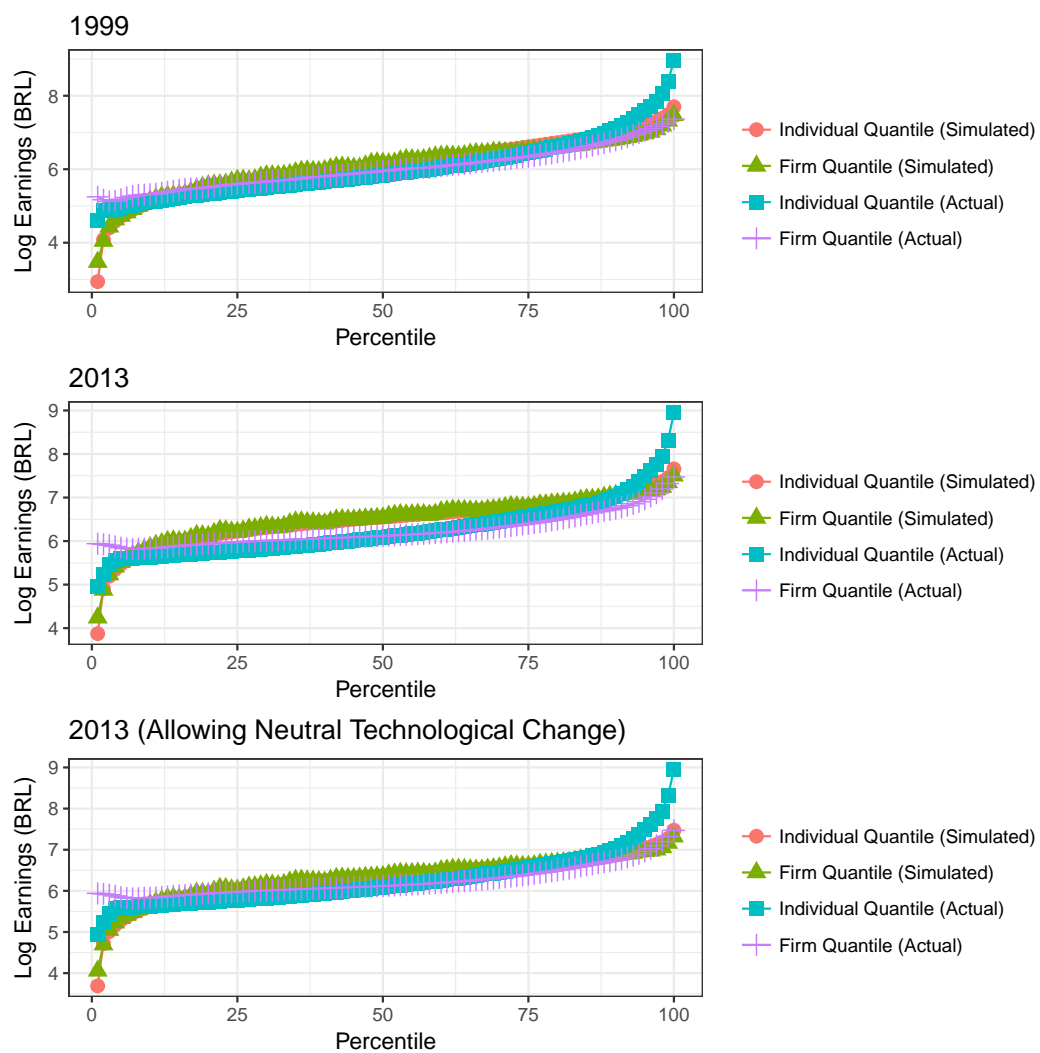 1999
Log Earnings (BRL)
8
6
4
0 25 50 75 100
Percentile
Individual Quantile (Simulated)
Firm Quantile (Simulated)
Individual Quantile (Actual)
Firm Quantile (Actual)
2013
Log Earnings (BRL)
9
8
7
6
5
4
0 25 50 75 100
Percentile
Individual Quantile (Simulated)
Firm Quantile (Simulated)
Individual Quantile (Actual)
Firm Quantile (Actual)
2013 (Allowing Neutral Technological Change)
Log Earnings (BRL)
9
8
7
6
5
4
0 25 50 75 100
Percentile
Individual Quantile (Simulated)
Firm Quantile (Simulated)
Individual Quantile (Actual)
Firm Quantile (Actual)